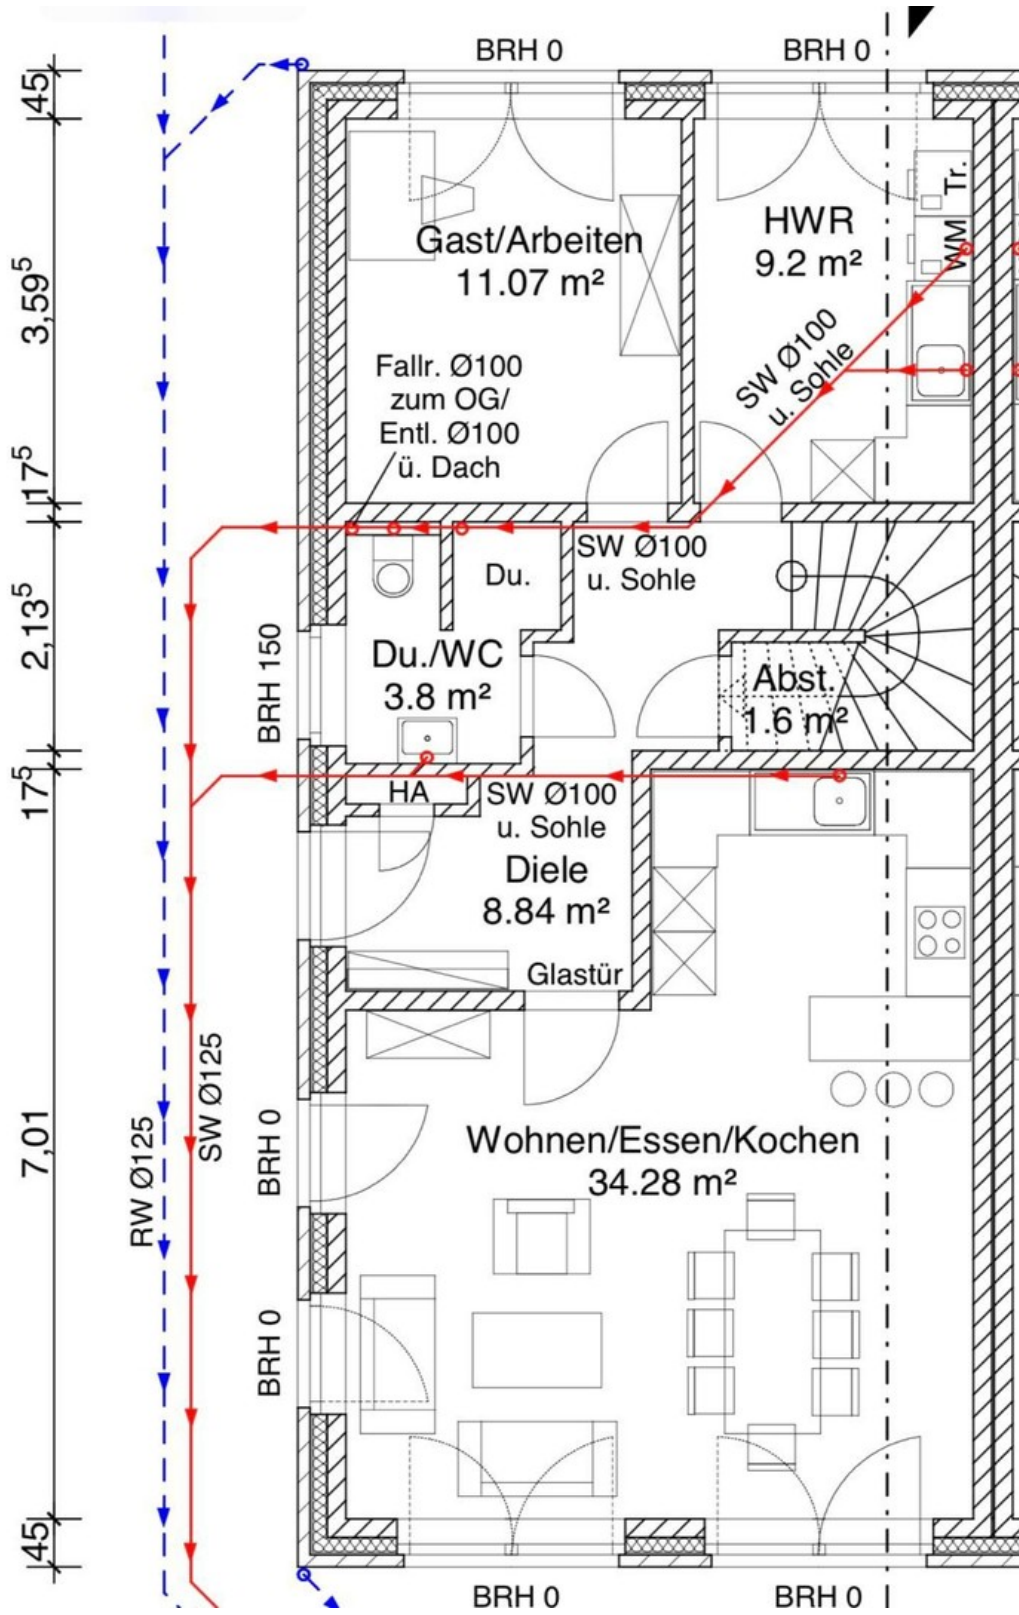 BRH 0
BRH 0
45
3,59⁵
17⁵
2,13⁵
17⁵
7,01
45
Gast/Arbeiten
11.07 m²
HWR
9.2 m²
Tr.
WM
SW Ø100
u. Sohle
Fallr. Ø100
zum OG/
Entl. Ø100
ü. Dach
SW Ø100
u. Sohle
Du.
BRH 150
Du./WC
3.8 m²
Abst.
1.6 m²
HA
SW Ø100
u. Sohle
Diele
8.84 m²
Glastür
RW Ø125
SW Ø125
BRH 0
Wohnen/Essen/Kochen
34.28 m²
BRH 0
BRH 0
BRH 0